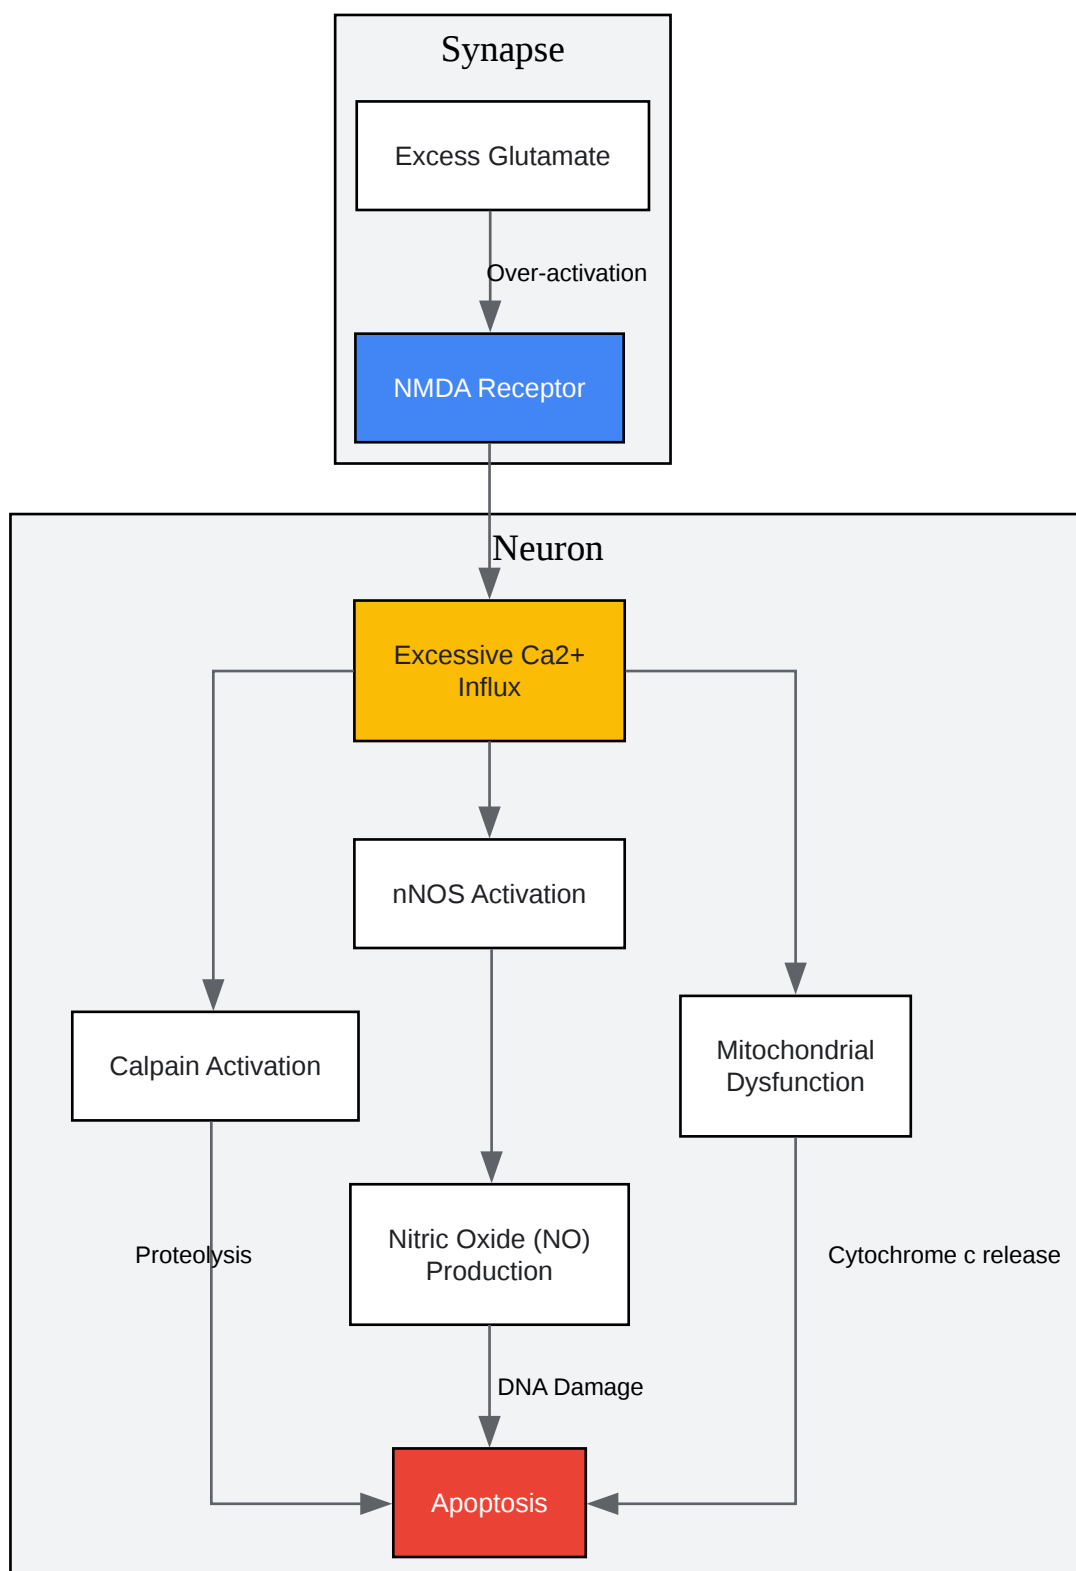 Synapse
Excess Glutamate
Over-activation
NMDA Receptor
Neuron
Excessive Ca2+
Influx
nNOS Activation
Calpain Activation
Mitochondrial
Dysfunction
Nitric Oxide (NO)
Production
Proteolysis
Cytochrome c release
DNA Damage
Apoptosis